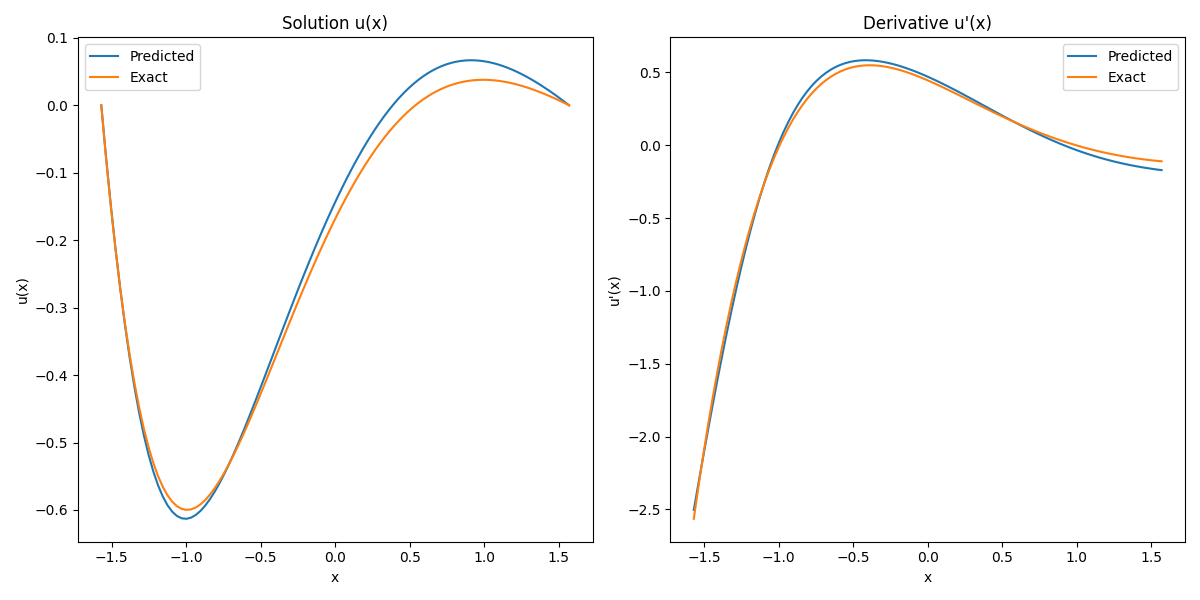 Solution u(x)
Predicted
Exact
0.1
0.0
−0.1
−0.2
−0.3
−0.4
−0.5
−0.6
u(x)
−1.5 −1.0 −0.5 0.0 0.5 1.0 1.5
x
Derivative u'(x)
Predicted
Exact
0.5
0.0
−0.5
−1.0
−1.5
−2.0
−2.5
u'(x)
−1.5 −1.0 −0.5 0.0 0.5 1.0 1.5
x